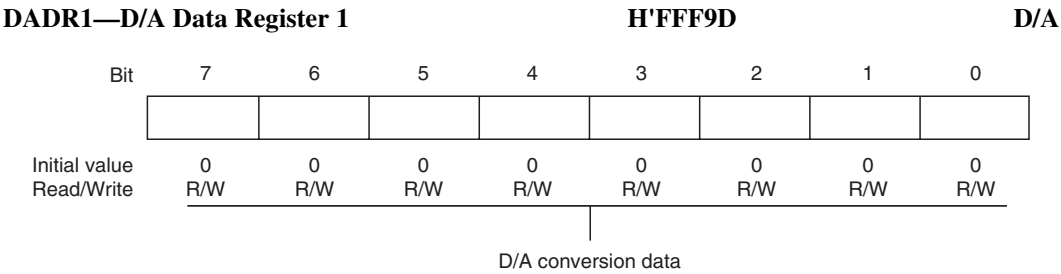 DADR1—D/A Data Register 1 H'FFF9D D/A
Bit 7 6 5 4 3 2 1 0
Initial value 0 0 0 0 0 0 0 0
Read/Write R/W R/W R/W R/W R/W R/W R/W R/W
D/A conversion data